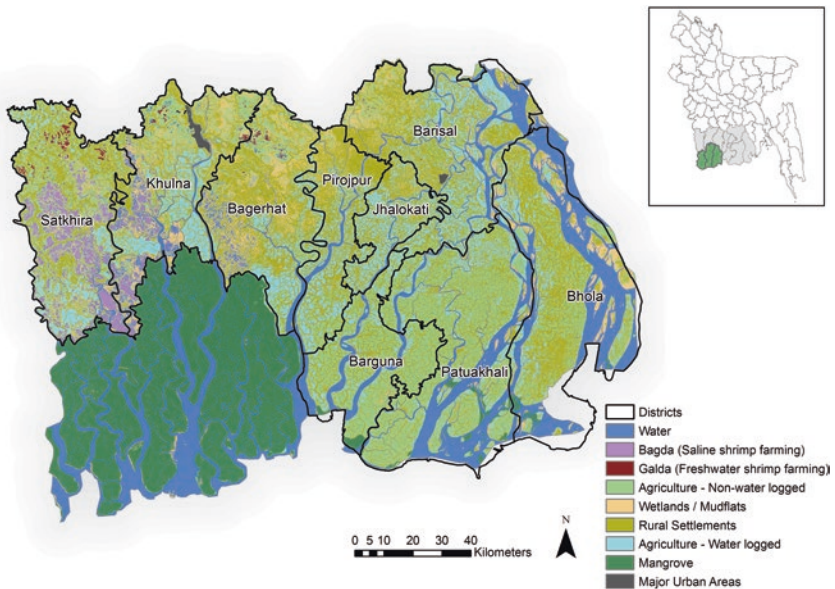 Barisal
Khulna
Pirojpur
Satkhira
Bagerhat
Jhalokati
Bhola
Barguna
Patuakhali
Districts
Water
Bagda (Saline shrimp farming)
Galda (Freshwater shrimp farming)
Agriculture - Non-water logged
Wetlands / Mudflats
Rural Settlements
Agriculture - Water logged
Mangrove
Major Urban Areas
N
0 5 10 20 30 40
Kilometers